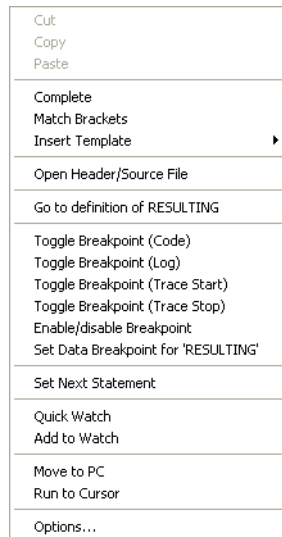 Cut
Copy
Paste
Complete
Match Brackets
Insert Template
Open Header/Source File
Go to definition of RESULTING
Toggle Breakpoint (Code)
Toggle Breakpoint (Log)
Toggle Breakpoint (Trace Start)
Toggle Breakpoint (Trace Stop)
Enable/disable Breakpoint
Set Data Breakpoint for 'RESULTING'
Set Next Statement
Quick Watch
Add to Watch
Move to PC
Run to Cursor
Options...